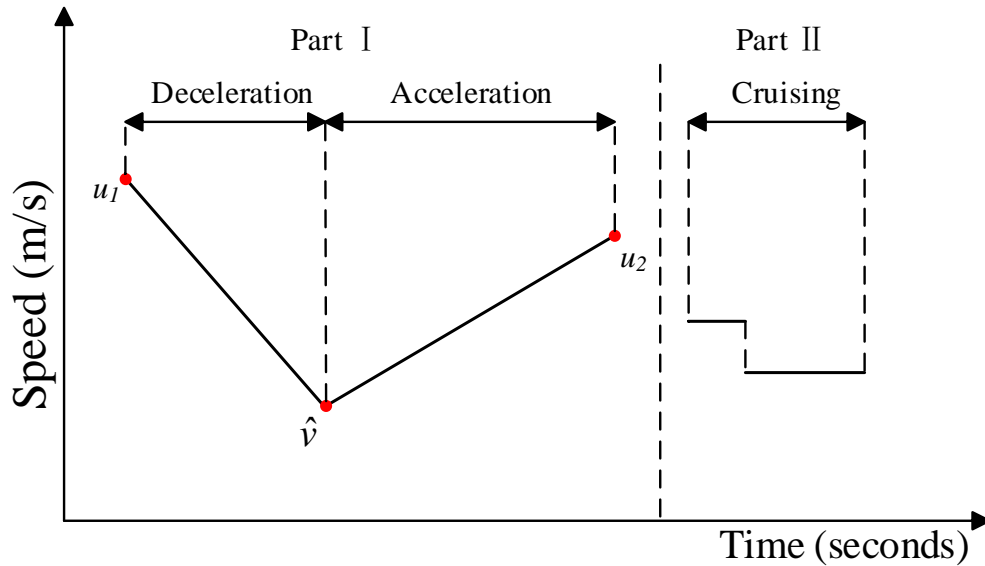 Part Ⅰ
Part Ⅱ
Deceleration
Acceleration
Cruising
u₁
u₂
v̂
Speed (m/s)
Time (seconds)